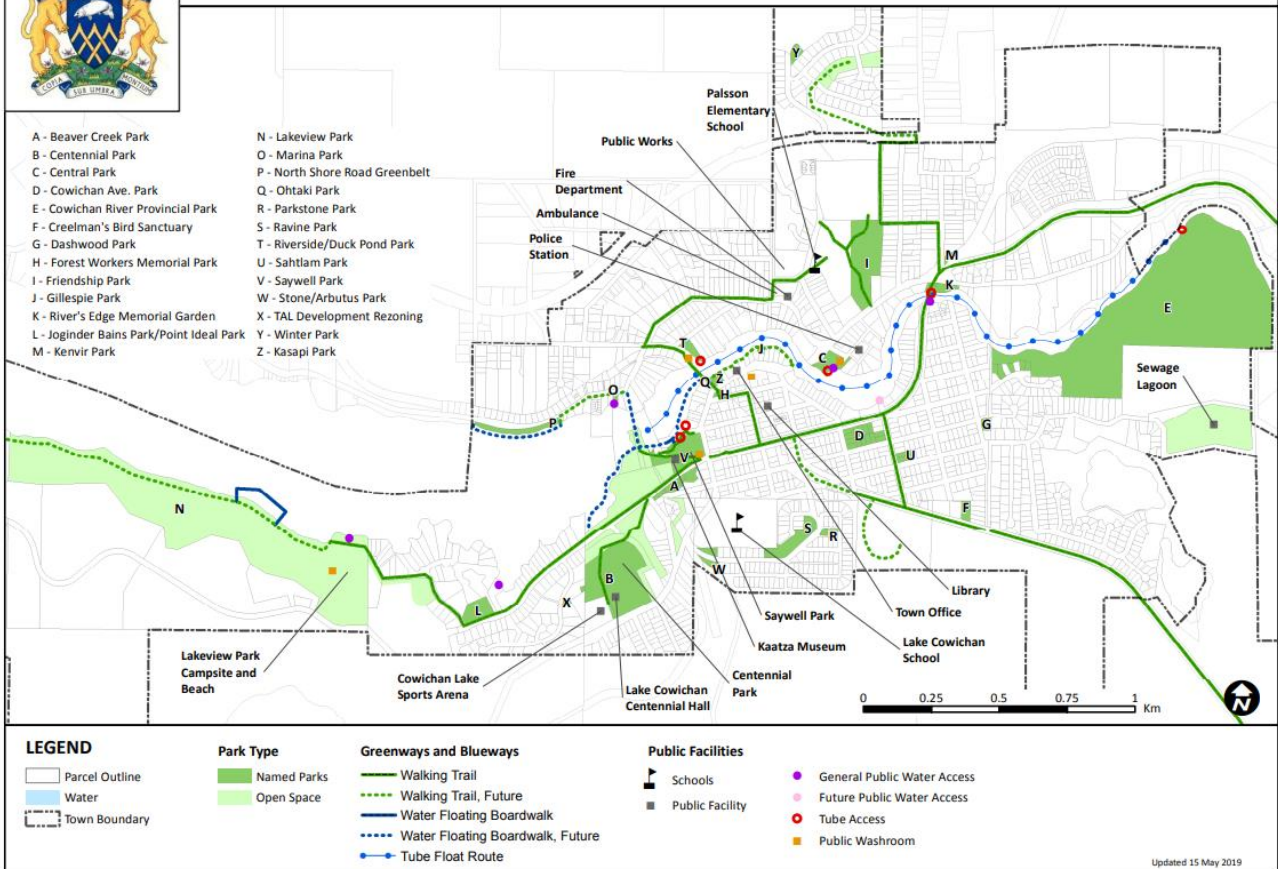 COPIA MONTIUM
SUB UMBRA
A - Beaver Creek Park
B - Centennial Park
C - Central Park
D - Cowichan Ave. Park
E - Cowichan River Provincial Park
F - Creelman's Bird Sanctuary
G - Dashwood Park
H - Forest Workers Memorial Park
I - Friendship Park
J - Gillespie Park
K - River's Edge Memorial Garden
L - Joginder Bains Park/Point Ideal Park
M - Kenvir Park
N - Lakeview Park
O - Marina Park
P - North Shore Road Greenbelt
Q - Ohtaki Park
R - Parkstone Park
S - Ravine Park
T - Riverside/Duck Pond Park
U - Sahtlam Park
V - Saywell Park
W - Stone/Arbutus Park
X - TAL Development Rezoning
Y - Winter Park
Z - Kasapi Park
Y
Palsson
Elementary
School
Public Works
Fire
Department
Ambulance
Police
Station
I
M
K
E
T
J
C
Q
Z
H
O
P
Sewage
Lagoon
D
G
U
V
A
N
F
S
R
W
B
X
L
Library
Town Office
Saywell Park
Kaatza Museum
Lake Cowichan
School
Lakeview Park
Campsite and
Beach
Cowichan Lake
Sports Arena
Lake Cowichan
Centennial Hall
Centennial
Park
0 0.25 0.5 0.75 1
Km
N
LEGEND
Parcel Outline
Water
Town Boundary
Park Type
Named Parks
Open Space
Greenways and Blueways
Walking Trail
Walking Trail, Future
Water Floating Boardwalk
Water Floating Boardwalk, Future
Tube Float Route
Public Facilities
Schools
Public Facility
General Public Water Access
Future Public Water Access
Tube Access
Public Washroom
Updated 15 May 2019